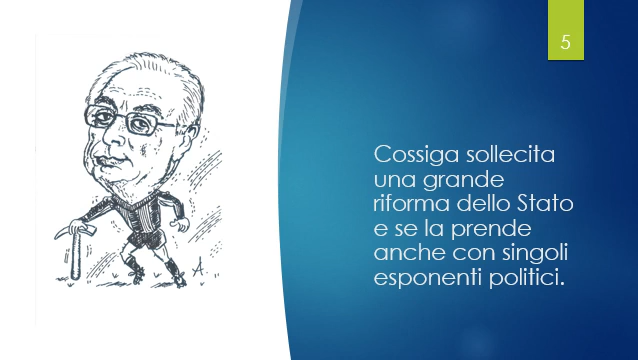 5
Cossiga sollecita
una grande
riforma dello Stato
e se la prende
anche con singoli
esponenti politici.
A.